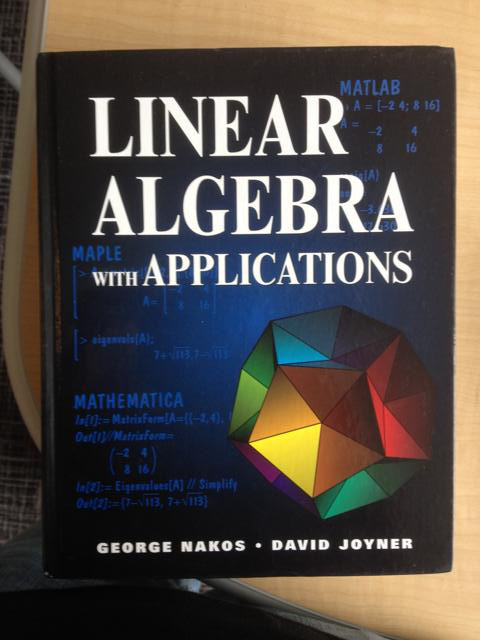 LINEAR
ALGEBRA
WITH APPLICATIONS
MATLAB
A = [-2 4; 8 16]
A =
-2 4
8 16
MAPLE
A=
8 16
> eigenvals(A);
7+√113, 7-√113
MATHEMATICA
In[1]:= MatrixForm[A={{-2,4},
Out[1]//MatrixForm=
(-2 4
8 16)
In[2]:= Eigenvalues[A] // Simplify
Out[2]:= {7-√113, 7+√113}
GEORGE NAKOS • DAVID JOYNER